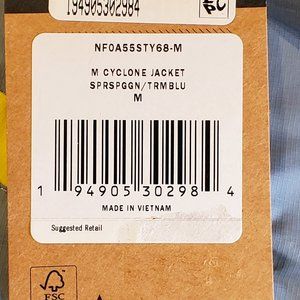 194905302984
NF0A55STY68-M
M CYCLONE JACKET
SPRSPGGN/TRMBLU
M
1 94905 30298 4
MADE IN VIETNAM
Suggested Retail
FSC